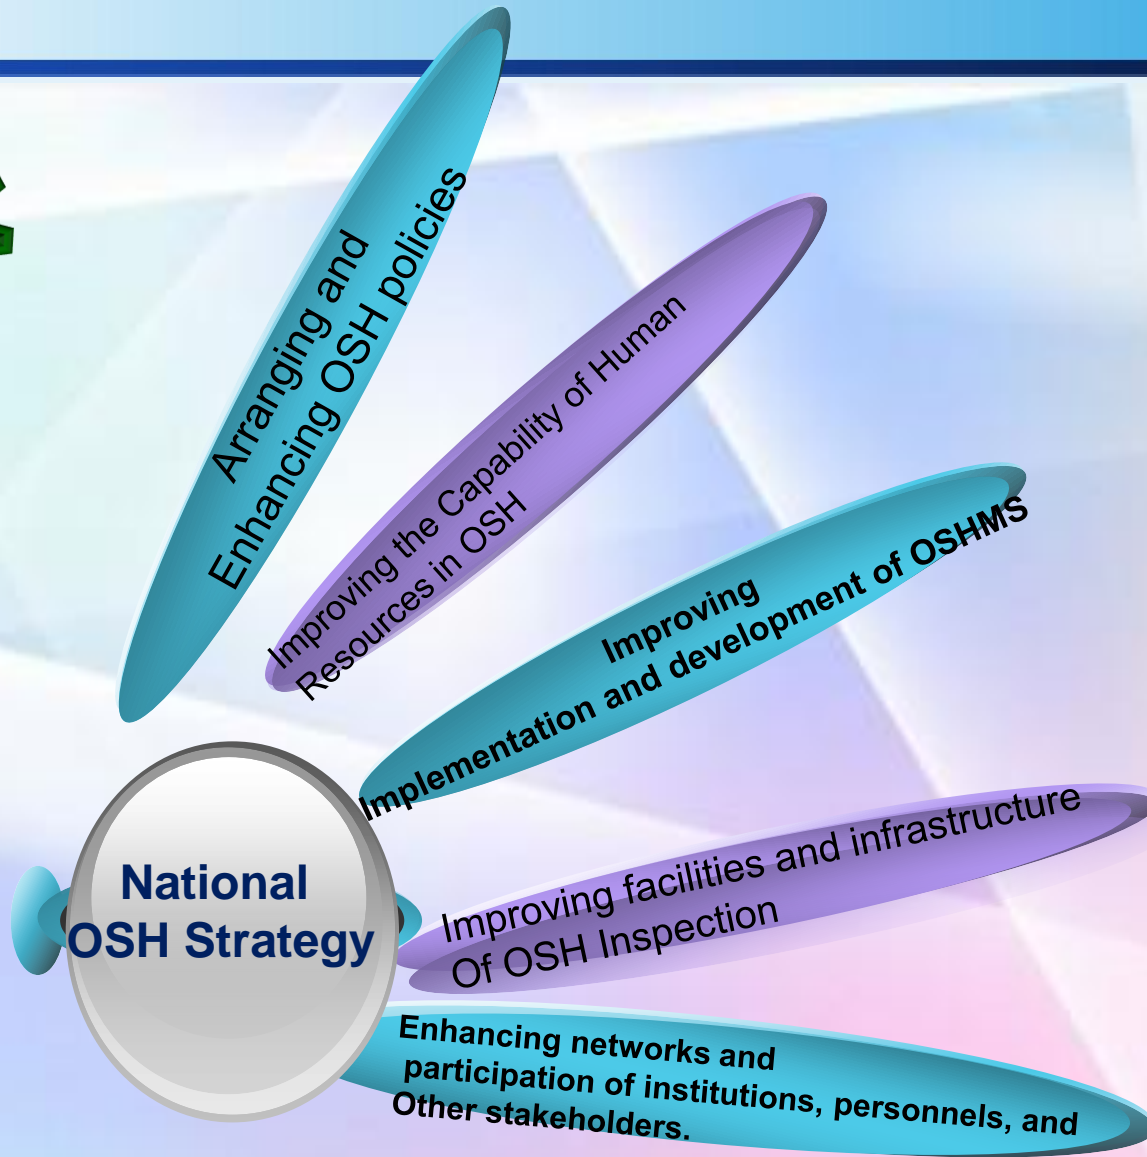 Arranging and
Enhancing OSH policies
Improving the Capability of Human
Resources in OSH
Improving
Implementation and development of OSHMS
Improving facilities and infrastructure
Of OSH Inspection
National
OSH Strategy
Enhancing networks and
participation of institutions, personnels, and
Other stakeholders.